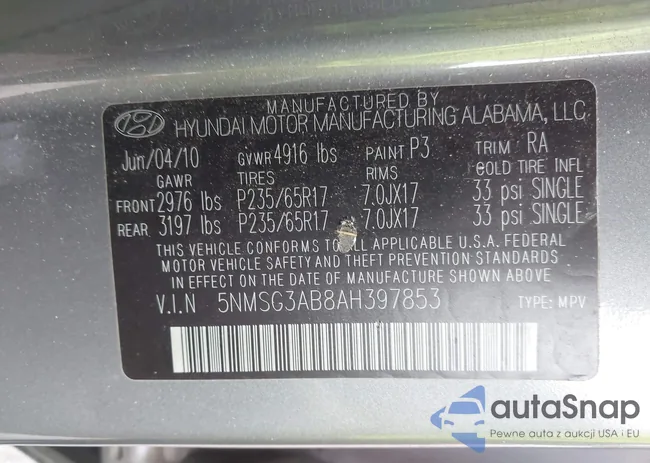 MANUFACTURED BY
HYUNDAI MOTOR MANUFACTURING ALABAMA, LLC
Jun/04/10 GVWR 4916 lbs PAINT P3 TRIM RA
GAWR TIRES RIMS COLD TIRE INFL
FRONT 2976 lbs P235/65R17 7.0JX17 33 psi SINGLE
REAR 3197 lbs P235/65R17 7.0JX17 33 psi SINGLE
THIS VEHICLE CONFORMS TO ALL APPLICABLE U.S.A. FEDERAL
MOTOR VEHICLE SAFETY AND THEFT PREVENTION STANDARDS
IN EFFECT ON THE DATE OF MANUFACTURE SHOWN ABOVE
V.I.N 5NMSG3AB8AH397853 TYPE: MPV
autaSnap
Pewne auta z aukcji USA i EU